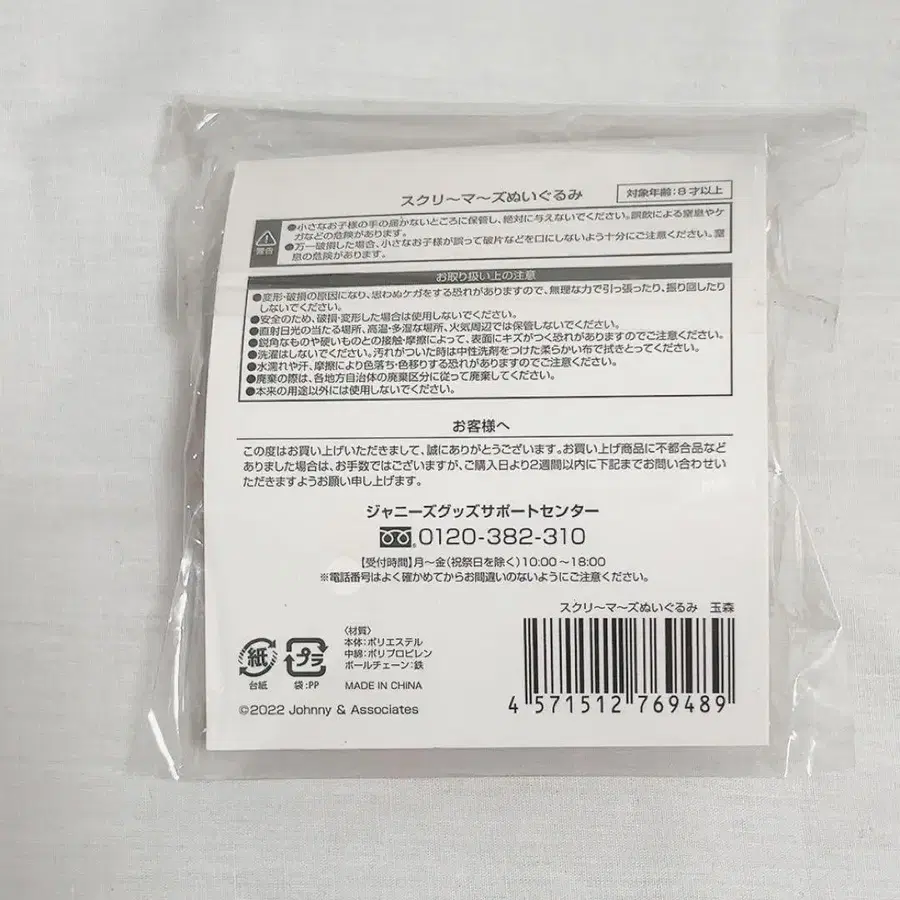 スクリ〜マ〜ズぬいぐるみ
対象年齢:8才以上
警告
●小さなお子様の手の届かないところに保管し、絶対に与えないでください。誤飲による窒息やケ
ガなどの危険があります。
●万一破損した場合、小さなお子様が誤って破片などを口にしないよう十分にご注意ください。窒
息の危険があります。
お取り扱い上の注意
●変形・破損の原因になり、思わぬケガをする恐れがありますので、無理な力で引っ張ったり、振り回したり
しないでください。
●安全のため、破損・変形した場合は使用しないでください。
●直射日光の当たる場所、高温・多湿な場所、火気周辺では保管しないでください。
●鋭角なものや硬いものとの接触・摩擦によって、表面にキズがつく恐れがありますのでご注意ください。
●洗濯はしないでください。汚れがついた時は中性洗剤をつけた柔らかい布で拭きとってください。
●水濡れや汗、摩擦により色落ち・色移りする恐れがありますのでご注意ください。
●廃棄の際は、各地方自治体の廃棄区分に従って廃棄してください。
●本来の用途以外には使用しないでください。
お客様へ
この度はお買い上げいただきまして、誠にありがとうございます。お買い上げ商品に不都合品など
ありました場合は、お手数ではございますが、ご購入日より2週間以内に下記までお問い合わせい
ただきますようお願い申し上げます。
ジャニーズグッズサポートセンター
0120-382-310
【受付時間】月〜金(祝祭日を除く)10:00〜18:00
※電話番号はよく確かめてからお間違いのないようにご注意ください。
スクリ〜マ〜ズぬいぐるみ 玉森
紙
台紙
プラ
袋:PP
〈材質〉
本体:ポリエステル
中綿:ポリプロピレン
ボールチェーン:鉄
MADE IN CHINA
©2022 Johnny & Associates
4 571512 769489